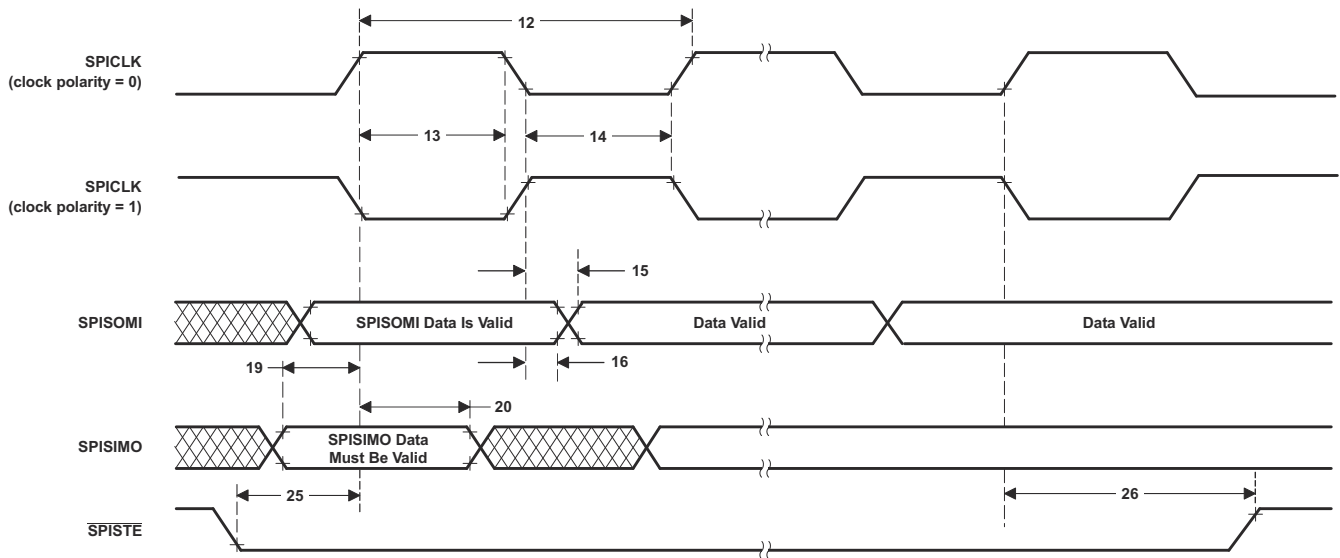 12
SPICLK
(clock polarity = 0)
13
14
SPICLK
(clock polarity = 1)
15
SPISOMI
SPISOMI Data Is Valid
Data Valid
Data Valid
16
19
20
SPISIMO
SPISIMO Data
Must Be Valid
25
26
SPISTE